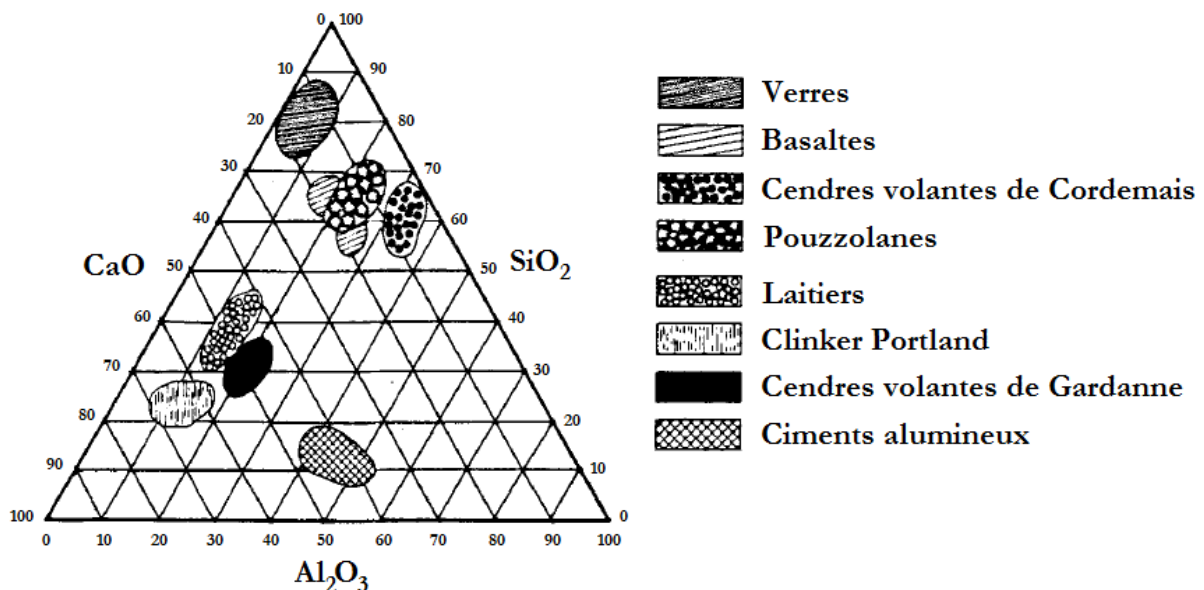 0 100
10 90
20 80
30 70
40 60
CaO 50 50 SiO₂
60 40
70 30
80 20
90 10
100 0
0 10 20 30 40 50 60 70 80 90 100
Al₂O₃
Verres
Basaltes
Cendres volantes de Cordemais
Pouzzolanes
Laitiers
Clinker Portland
Cendres volantes de Gardanne
Ciments alumineux